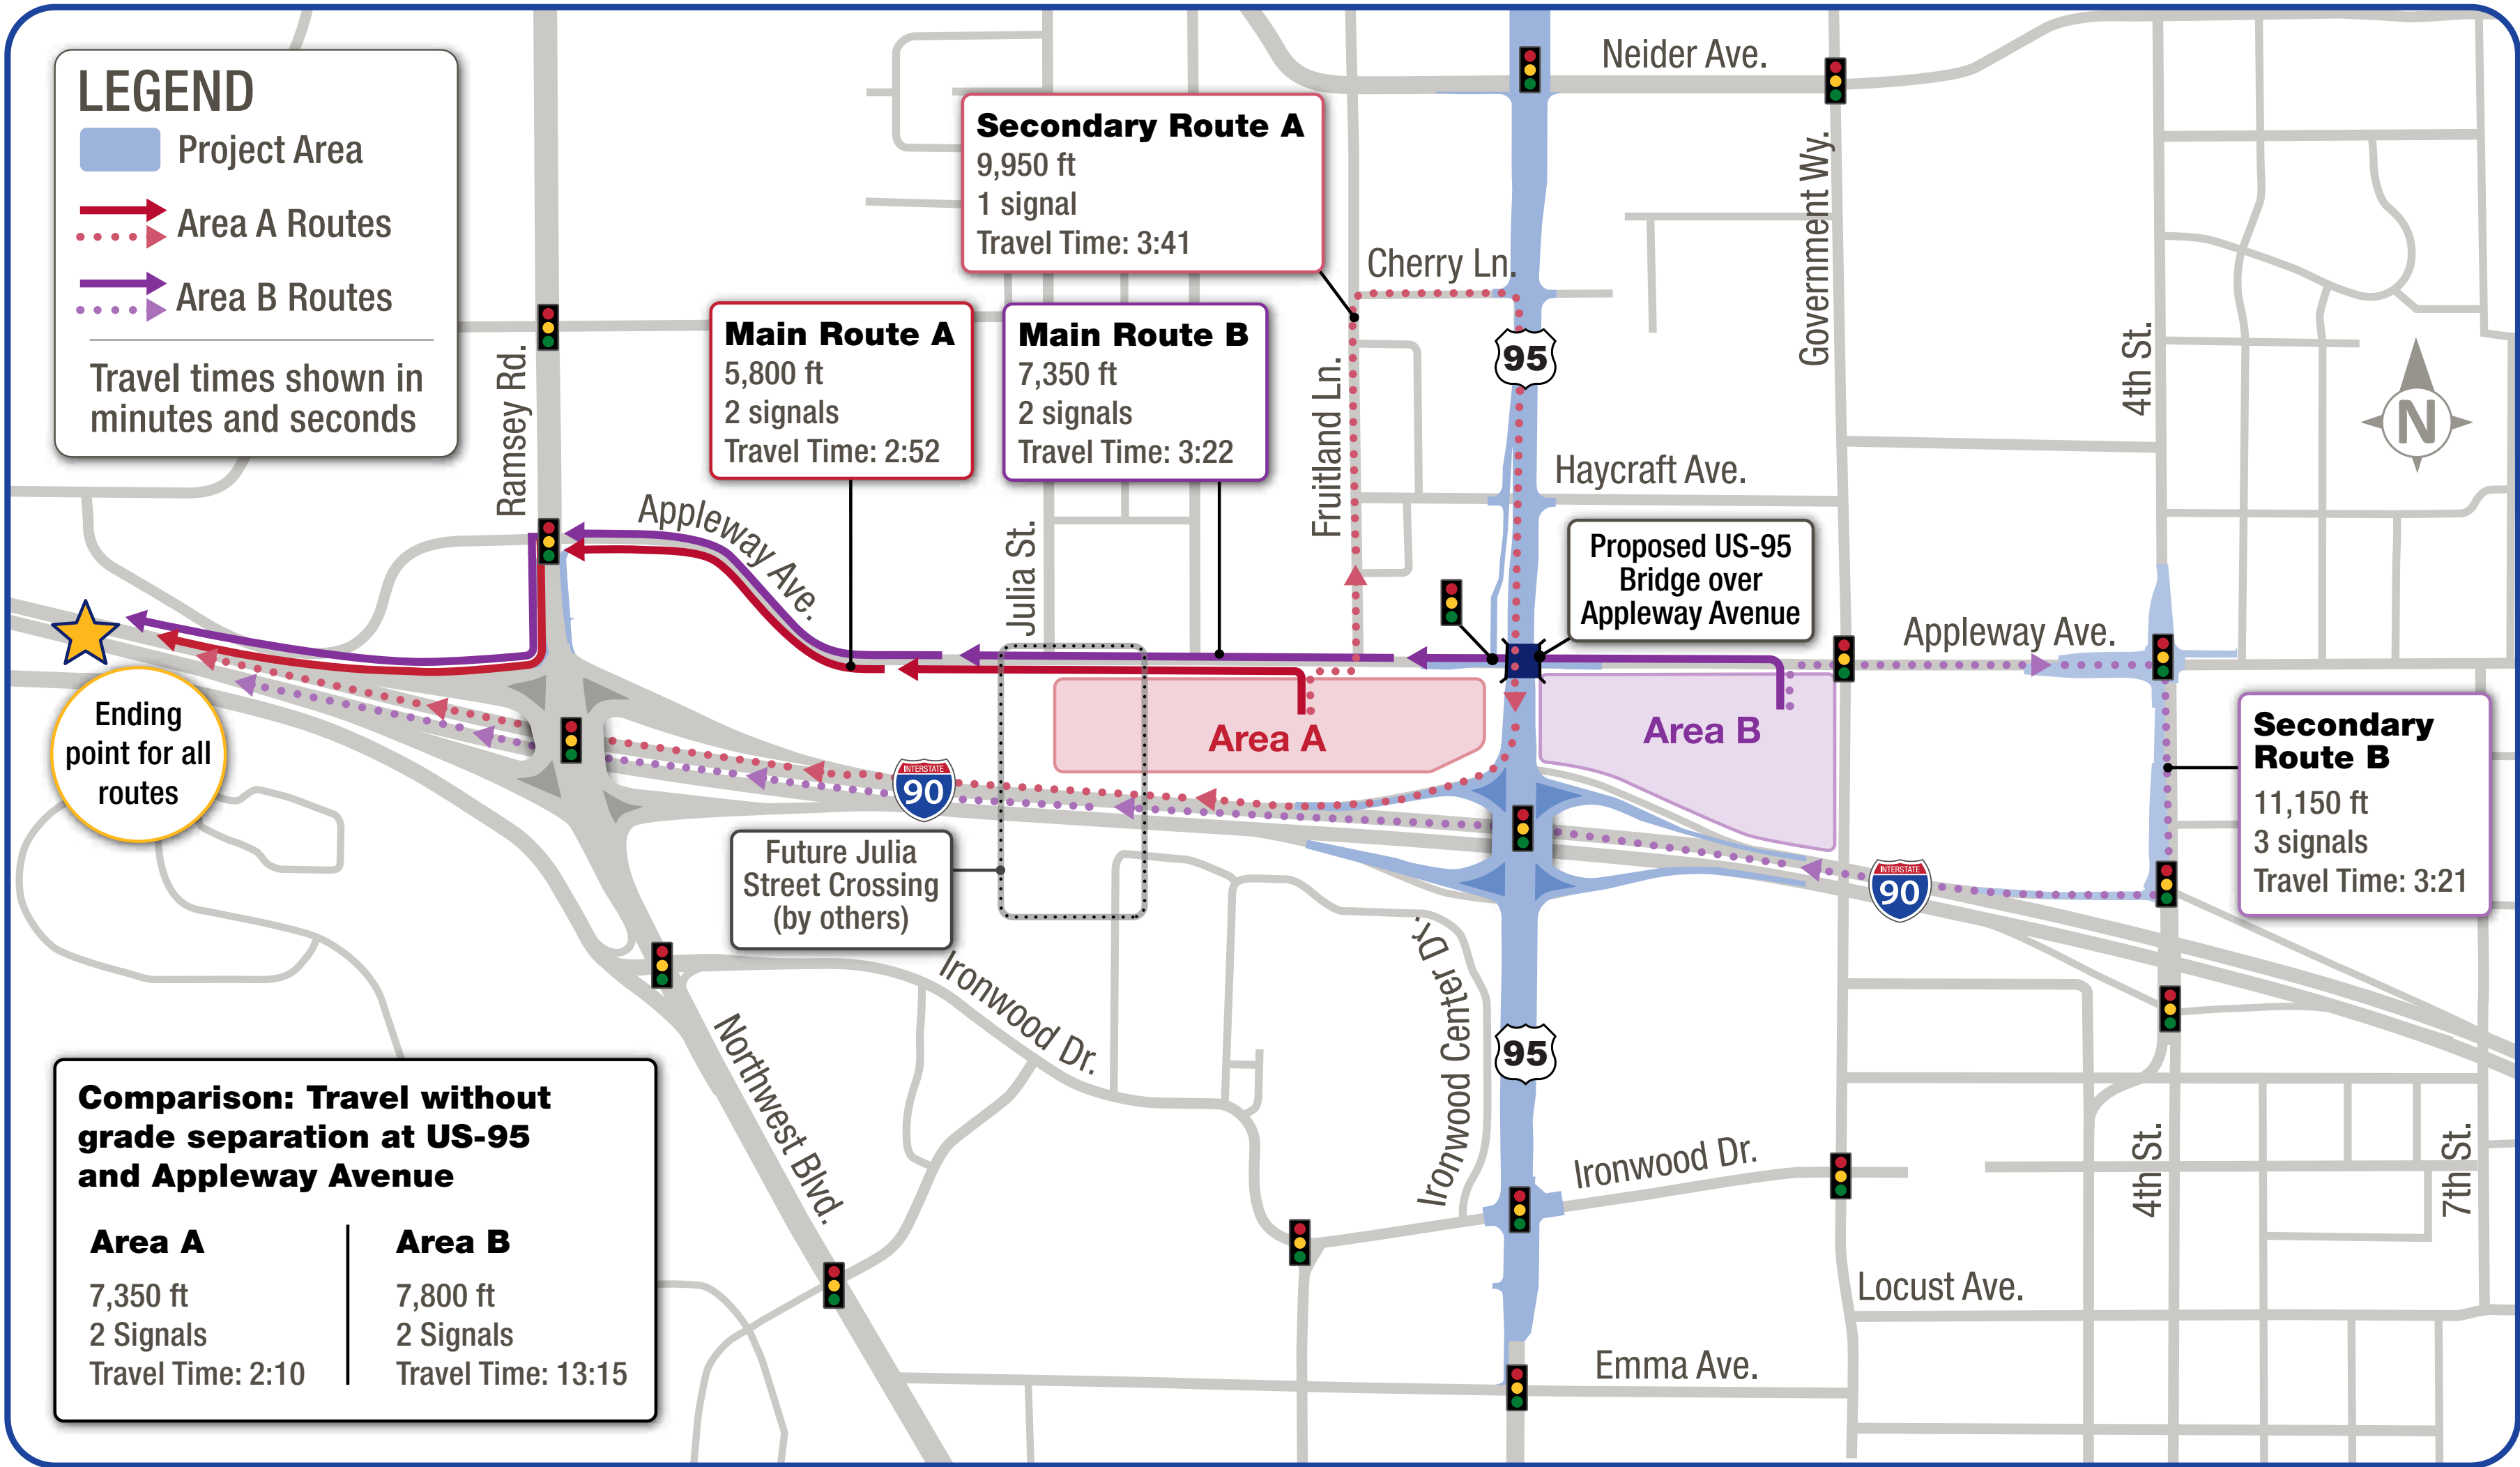 LEGEND
Project Area
Area A Routes
Area B Routes
Travel times shown in
minutes and seconds
Neider Ave.
Secondary Route A
9,950 ft
1 signal
Travel Time: 3:41
Government Wy.
Cherry Ln.
95
Main Route A
5,800 ft
2 signals
Travel Time: 2:52
Main Route B
7,350 ft
2 signals
Travel Time: 3:22
Ramsey Rd.
Fruitland Ln.
4th St.
N
Haycraft Ave.
Appleway Ave.
Julia St.
Proposed US-95
Bridge over
Appleway Avenue
Appleway Ave.
Ending
point for all
routes
Area A
Area B
Secondary
Route B
11,150 ft
3 signals
Travel Time: 3:21
INTERSTATE
90
INTERSTATE
90
Future Julia
Street Crossing
(by others)
Ironwood Dr.
Ironwood Center Dr.
95
Northwest Blvd.
Ironwood Dr.
4th St.
7th St.
Locust Ave.
Emma Ave.
Comparison: Travel without
grade separation at US-95
and Appleway Avenue
Area A
7,350 ft
2 Signals
Travel Time: 2:10
Area B
7,800 ft
2 Signals
Travel Time: 13:15